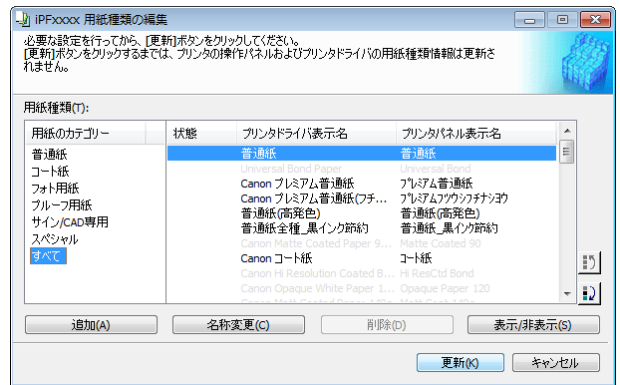 iPFxxxx 用紙種類の編集
必要な設定を行ってから、[更新]ボタンをクリックしてください。
[更新]ボタンをクリックするまでは、プリンタの操作パネルおよびプリンタドライバの用紙種類情報は更新さ
れません。
用紙種類(T):
用紙のカテゴリー 状態 プリンタドライバ表示名 プリンタパネル表示名
普通紙 普通紙 普通紙
コート紙 Universal Bond Paper Universal Bond
フォト用紙 Canon プレミアム普通紙 プレミアム普通紙
プルーフ用紙 Canon プレミアム普通紙(フチ... プレミアムフツウシフチナシヨウ
サイン/CAD専用 普通紙(高発色) 普通紙(高発色)
スペシャル 普通紙全種_黒インク節約 普通紙_黒インク節約
すべて Canon Matte Coated Paper 9... Matte Coated 90
Canon コート紙 コート紙
Canon Hi Resolution Coated B... Hi ResCtd Bond
Canon Opaque White Paper 1... Opaque Paper 120
追加(A) 名称変更(C) 削除(D) 表示/非表示(S)
更新(K) キャンセル